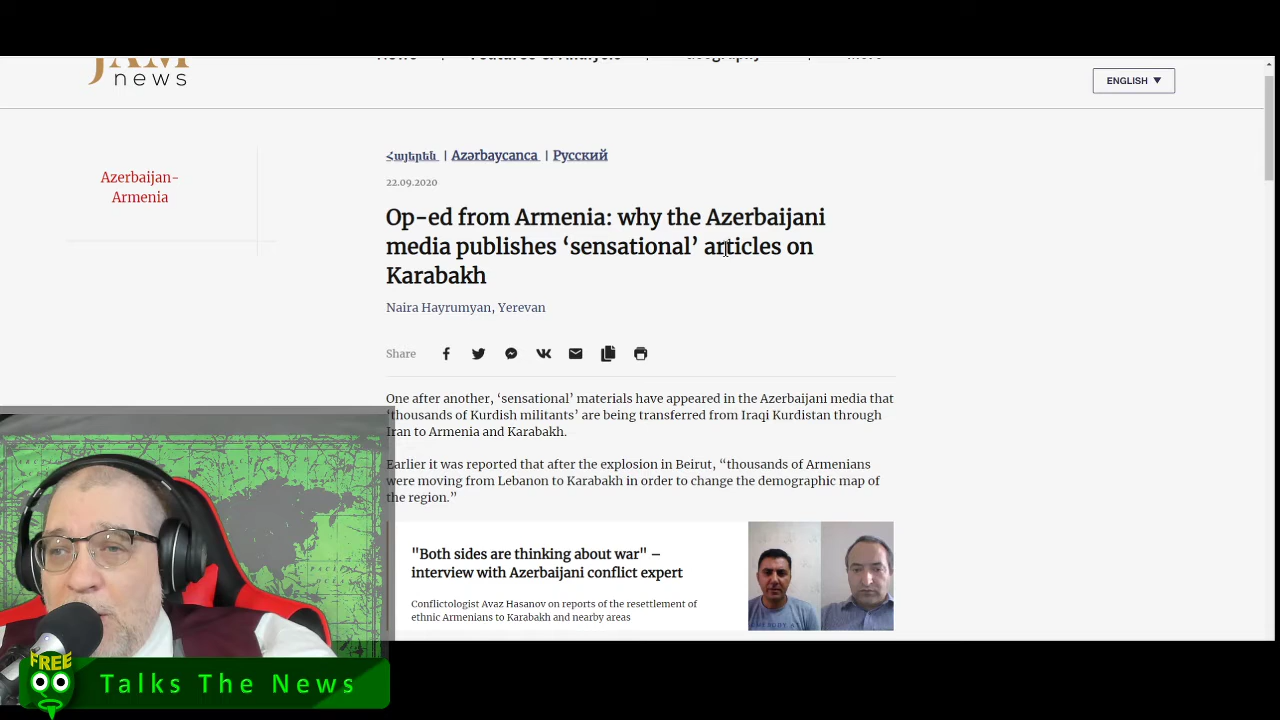 JAM
news
ENGLISH ▼
Azerbaijan-
Armenia
Հայերեն | Azərbaycanca | Русский
22.09.2020
Op-ed from Armenia: why the Azerbaijani
media publishes ‘sensational’ articles on
Karabakh
Naira Hayrumyan, Yerevan
Share
One after another, ‘sensational’ materials have appeared in the Azerbaijani media that
‘thousands of Kurdish militants’ are being transferred from Iraqi Kurdistan through
Iran to Armenia and Karabakh.
Earlier it was reported that after the explosion in Beirut, “thousands of Armenians
were moving from Lebanon to Karabakh in order to change the demographic map of
the region.”
"Both sides are thinking about war" –
interview with Azerbaijani conflict expert
Conflictologist Avaz Hasanov on reports of the resettlement of
ethnic Armenians to Karabakh and nearby areas
FREE
Talks The News